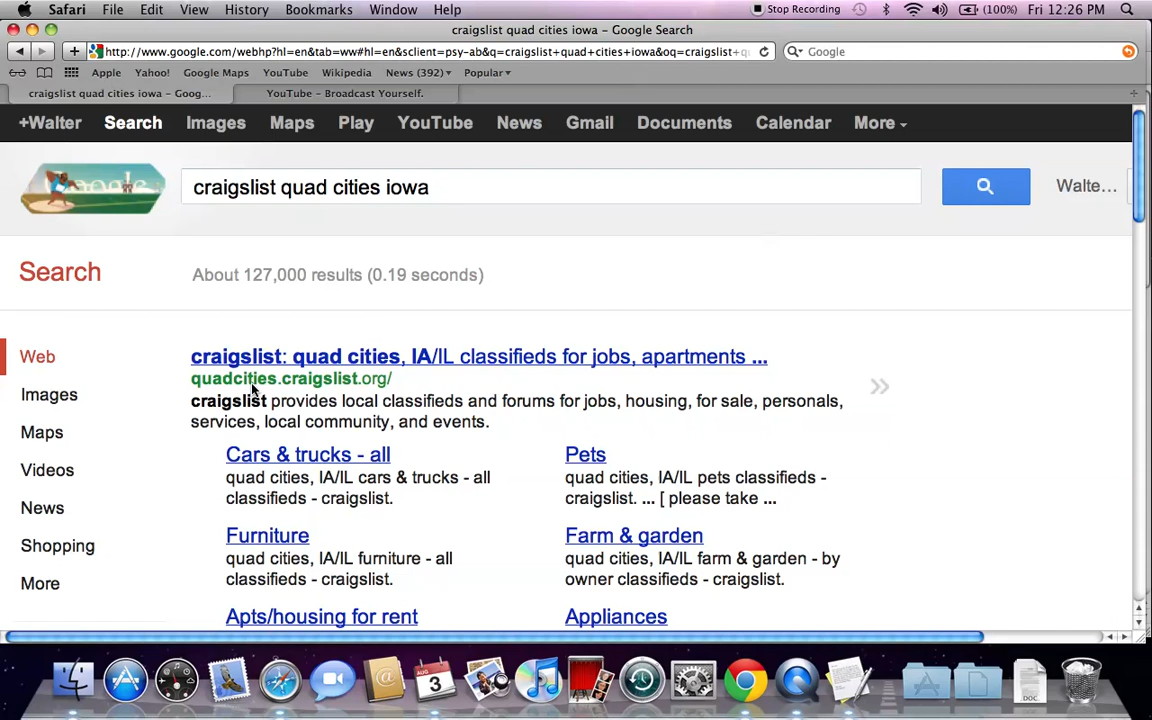 Safari File Edit View History Bookmarks Window Help Stop Recording (100%) Fri 12:26 PM
craigslist quad cities iowa – Google Search
http://www.google.com/webhp?hl=en&tab=ww#hl=en&sclient=psy-ab&q=craigslist+quad+cities+iowa&oq=craigslist+q Google
Apple Yahoo! Google Maps YouTube Wikipedia News (392) Popular
craigslist quad cities iowa – Goog... YouTube – Broadcast Yourself.
+Walter Search Images Maps Play YouTube News Gmail Documents Calendar More
Google craigslist quad cities iowa Walte...
Search About 127,000 results (0.19 seconds)
Web
Images
Maps
Videos
News
Shopping
More
craigslist: quad cities, IA/IL classifieds for jobs, apartments ...
quadcities.craigslist.org/
craigslist provides local classifieds and forums for jobs, housing, for sale, personals,
services, local community, and events.
Cars & trucks - all
quad cities, IA/IL cars & trucks - all
classifieds - craigslist.
Pets
quad cities, IA/IL pets classifieds -
craigslist. ... [ please take ...
Furniture
quad cities, IA/IL furniture - all
classifieds - craigslist.
Farm & garden
quad cities, IA/IL farm & garden - by
owner classifieds - craigslist.
Apts/housing for rent
Appliances
AUG
3
DOC